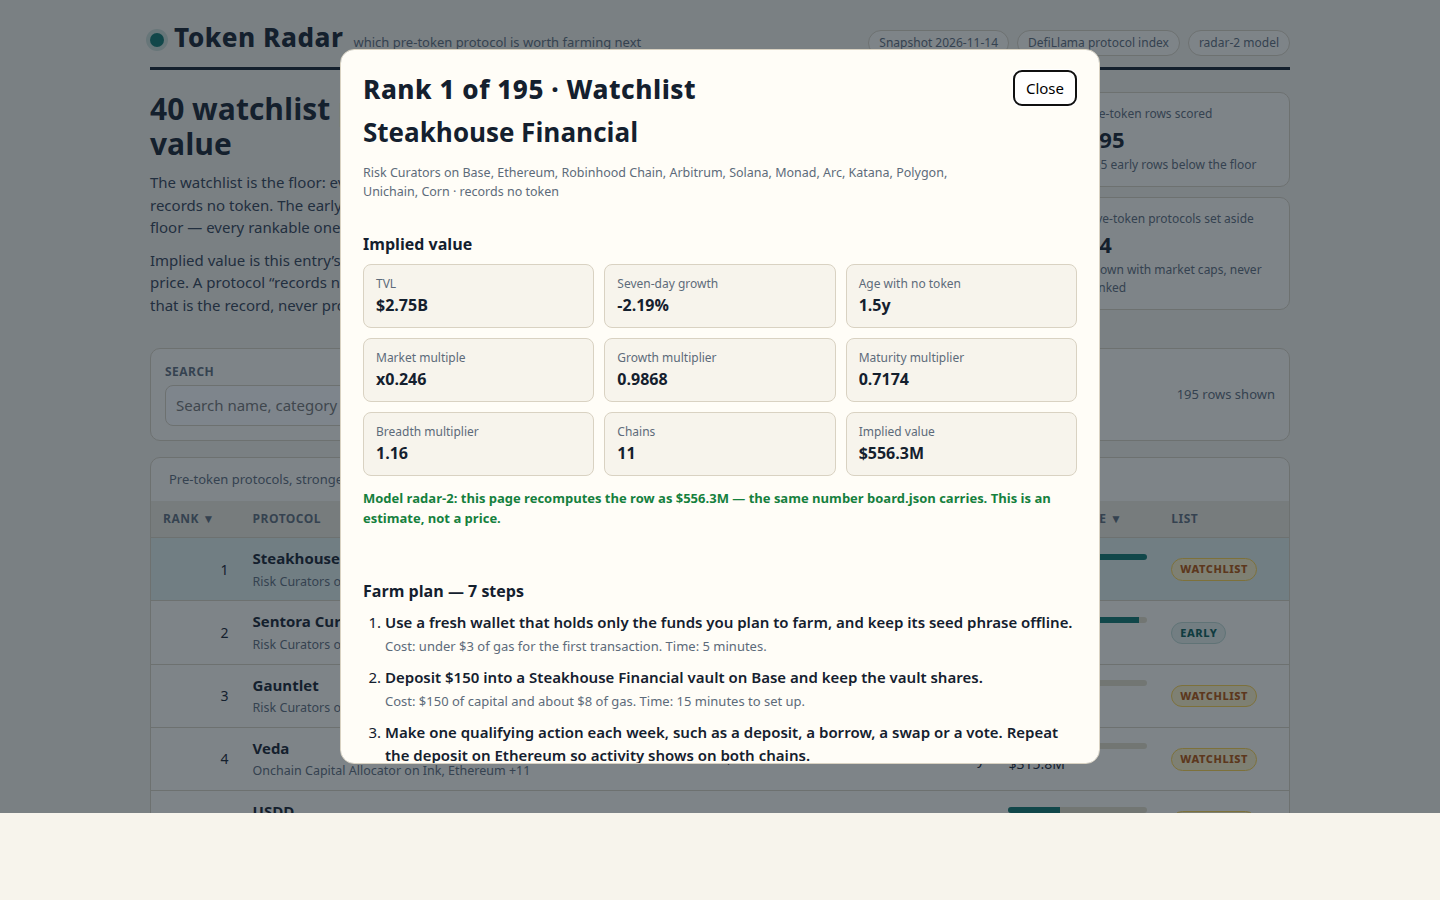 Token Radar which pre-token protocol is worth farming next
Snapshot 2026-11-14 DefiLlama protocol index radar-2 model
40 watchlist
value
The watchlist is the floor:
records no token. The early
floor — every rankable one
Implied value is this entry's
price. A protocol “records
that is the record, never
SEARCH
Search name, category
e-token rows scored
95
5 early rows below the floor
ve-token protocols set aside
4
own with market caps, never
nked
195 rows shown
Pre-token protocols,
RANK ▼ PROTOCOL
E ▼ LIST
1 Steakhouse
Risk Curators
WATCHLIST
2 Sentora
Risk Curators
EARLY
3 Gauntlet
Risk Curators
WATCHLIST
4 Veda
Onchain Capital Allocator on Ink, Ethereum +11
WATCHLIST
Rank 1 of 195 · Watchlist
Close
Steakhouse Financial
Risk Curators on Base, Ethereum, Robinhood Chain, Arbitrum, Solana, Monad, Arc, Katana, Polygon,
Unichain, Corn · records no token
Implied value
TVL
$2.75B
Seven-day growth
-2.19%
Age with no token
1.5y
Market multiple
x0.246
Growth multiplier
0.9868
Maturity multiplier
0.7174
Breadth multiplier
1.16
Chains
11
Implied value
$556.3M
Model radar-2: this page recomputes the row as $556.3M — the same number board.json carries. This is an
estimate, not a price.
Farm plan — 7 steps
1. Use a fresh wallet that holds only the funds you plan to farm, and keep its seed phrase offline.
Cost: under $3 of gas for the first transaction. Time: 5 minutes.
2. Deposit $150 into a Steakhouse Financial vault on Base and keep the vault shares.
Cost: $150 of capital and about $8 of gas. Time: 15 minutes to set up.
3. Make one qualifying action each week, such as a deposit, a borrow, a swap or a vote. Repeat
the deposit on Ethereum so activity shows on both chains.